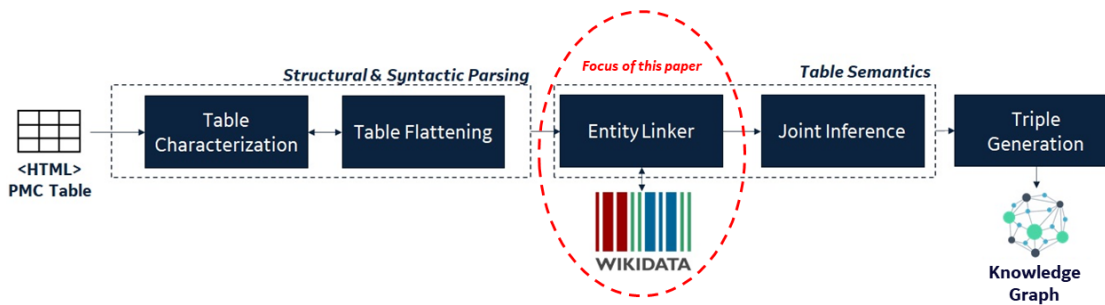 Structural & Syntactic Parsing
Focus of this paper
Table Semantics
Table
Characterization
Table Flattening
Entity Linker
Joint Inference
Triple
Generation
<HTML>
PMC Table
WIKIDATA
Knowledge
Graph